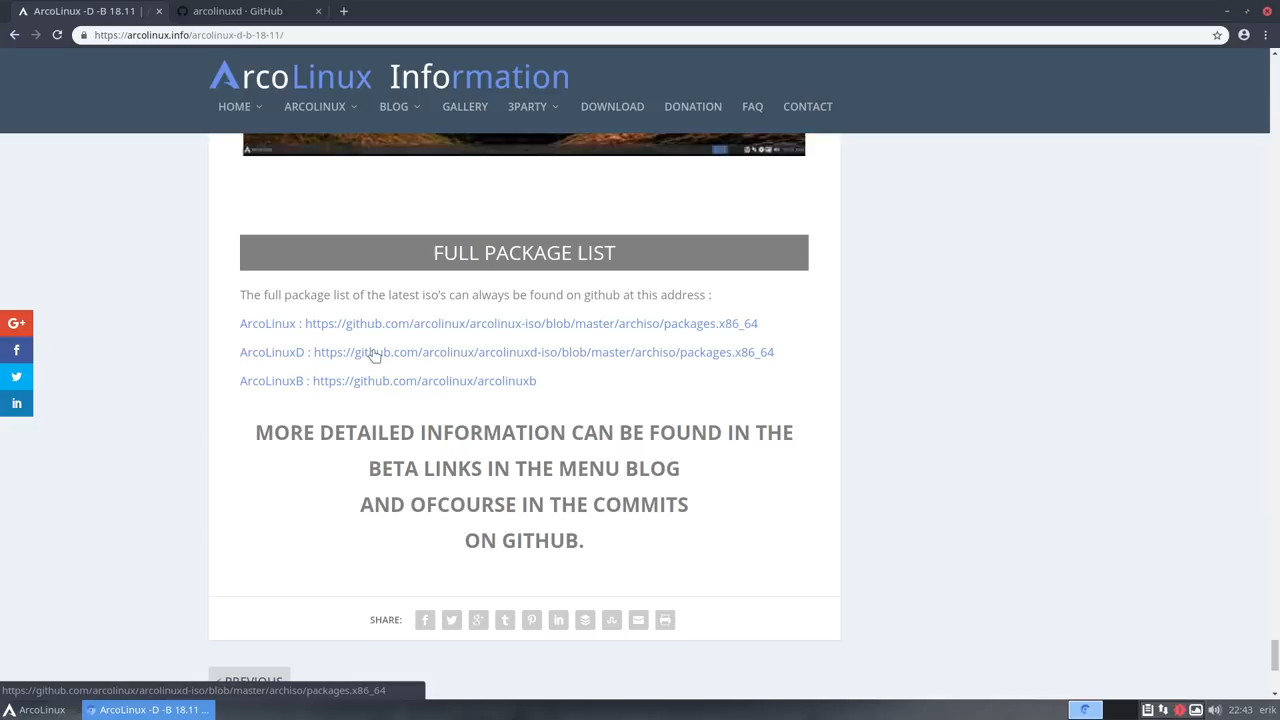 ArcoLinux -D -B 18.11 |
arcolinuxd · GitHub
https://arcolinux.info/arcolinux-d-b-18-11/
ArcoLinux Information
HOME ARCOLINUX BLOG GALLERY 3PARTY DOWNLOAD DONATION FAQ CONTACT
FULL PACKAGE LIST
The full package list of the latest iso's can always be found on github at this address :
ArcoLinux : https://github.com/arcolinux/arcolinux-iso/blob/master/archiso/packages.x86_64
ArcoLinuxD : https://github.com/arcolinux/arcolinuxd-iso/blob/master/archiso/packages.x86_64
ArcoLinuxB : https://github.com/arcolinux/arcolinuxb
MORE DETAILED INFORMATION CAN BE FOUND IN THE
BETA LINKS IN THE MENU BLOG
AND OFCOURSE IN THE COMMITS
ON GITHUB.
SHARE:
< PREVIOUS
https://github.com/arcolinux/arcolinuxd-iso/blob/master/archiso/packages.x86_64
ArcoLinux
ArcoLinux -D -B 18.11 ...
22:43 erik